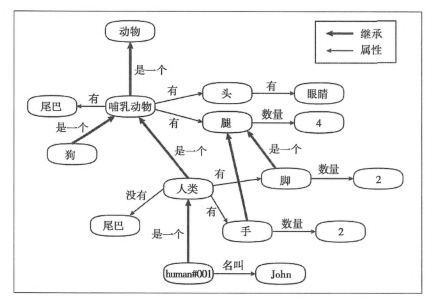 动物
继承
属性
是一个
尾巴
有
哺乳动物
有
头
有
眼睛
有
腿
数量
4
是一个
狗
是一个
是一个
没有
人类
有
脚
数量
2
尾巴
有
手
数量
2
是一个
human#001
名叫
John